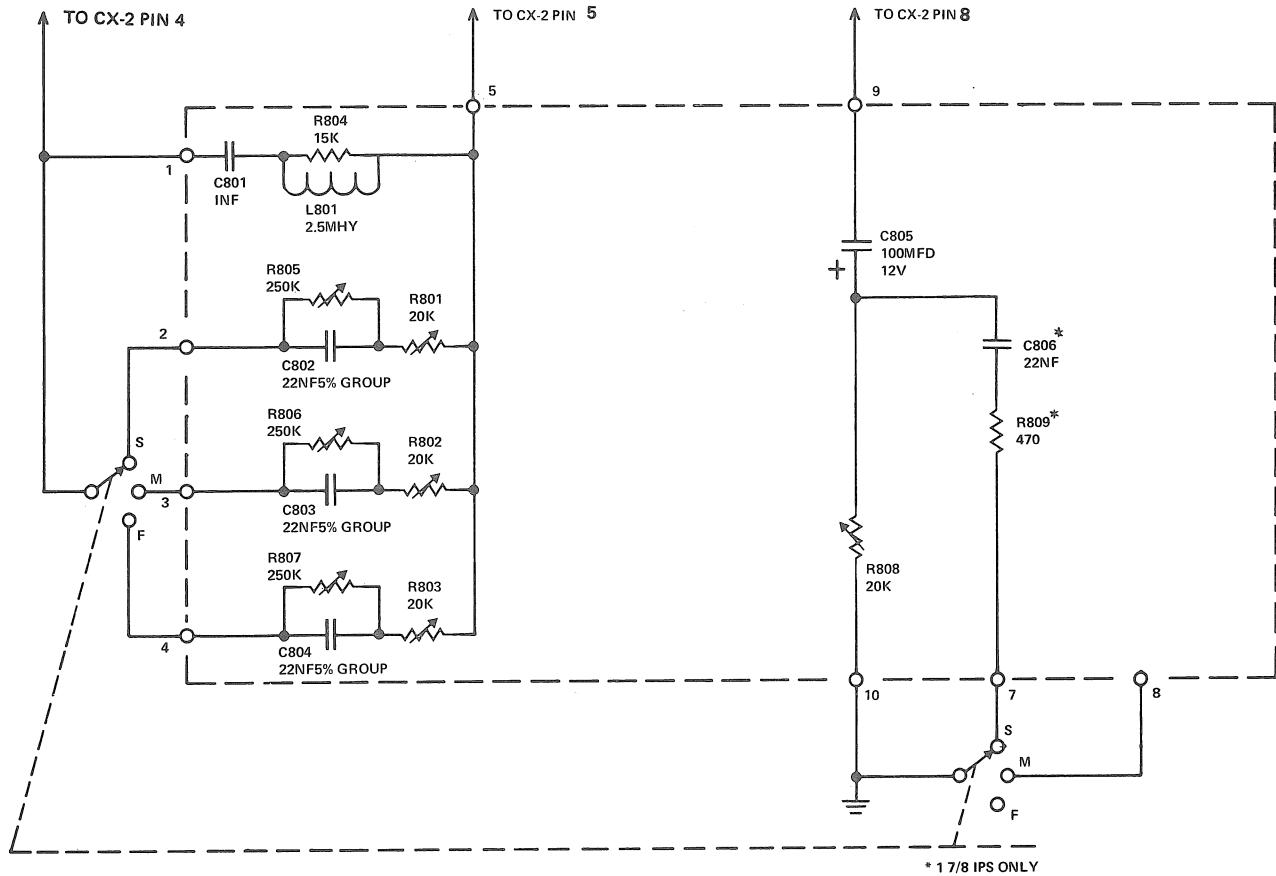 TO CX-2 PIN 4
TO CX-2 PIN 5
TO CX-2 PIN 8
5
9
R804
15K
1
C801
INF
L801
2.5MHY
C805
100MFD
12V
+
R805
250K
R801
20K
2
C802
22NF5% GROUP
C806*
22NF
R806
250K
R802
20K
R809*
470
S
M
3
F
C803
22NF5% GROUP
R807
250K
R803
20K
R808
20K
4
C804
22NF5% GROUP
10
7
8
S
M
F
* 1 7/8 IPS ONLY